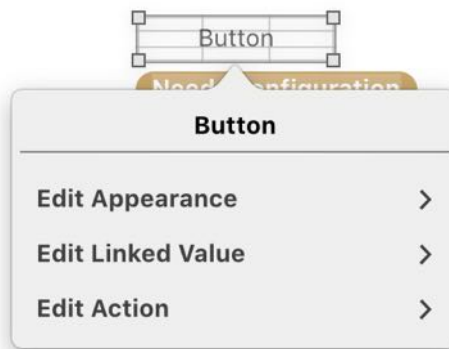 Button
Button
Edit Appearance
Edit Linked Value
Edit Action